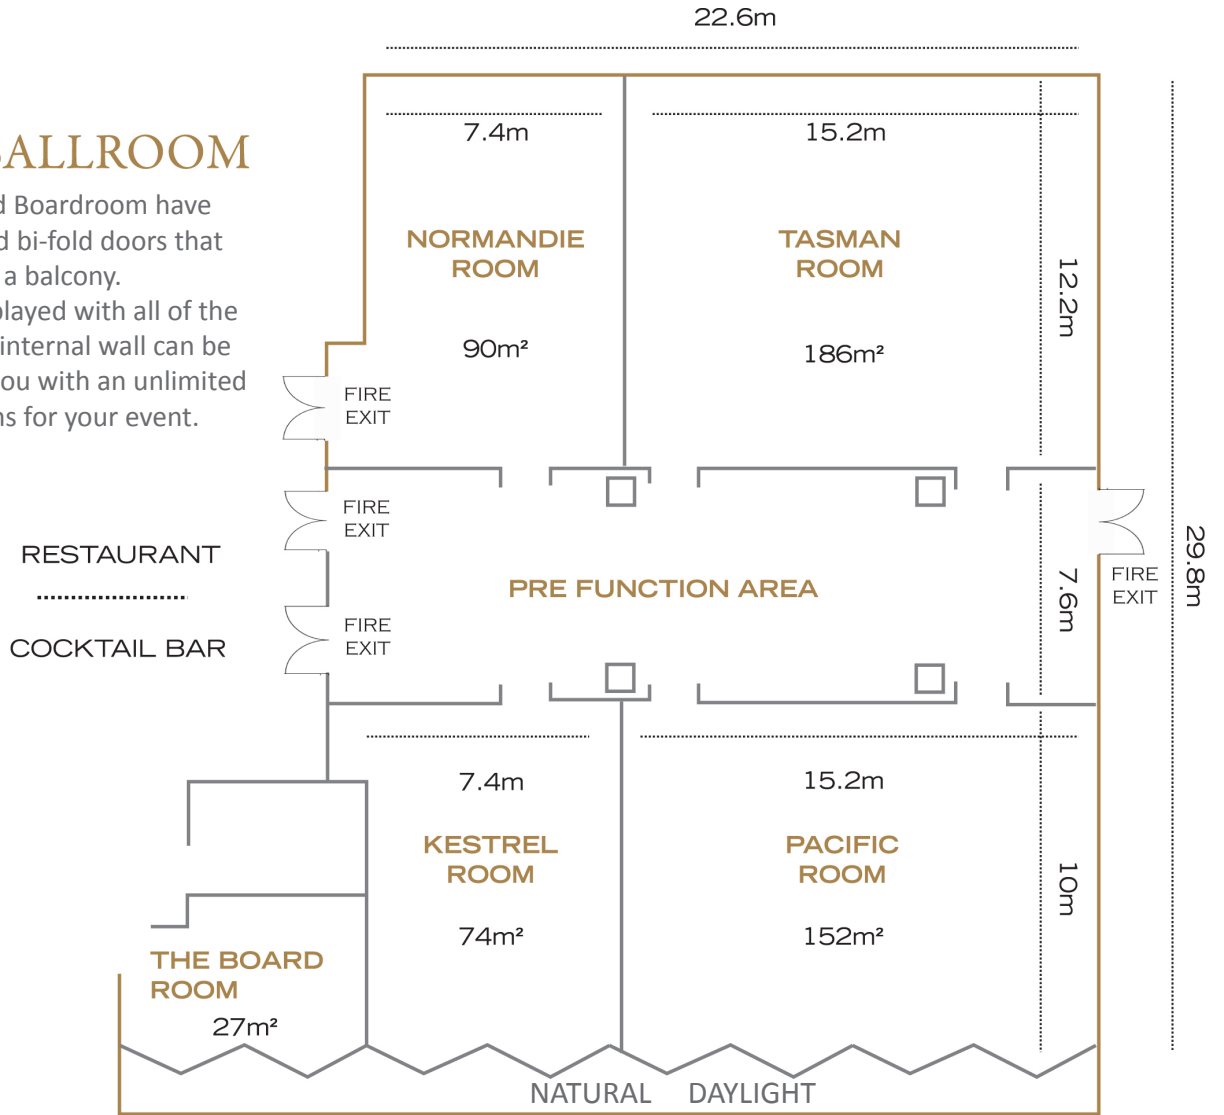 22.6m
BALLROOM
d Boardroom have
d bi-fold doors that
a balcony.
played with all of the
internal wall can be
ou with an unlimited
ns for your event.
7.4m
15.2m
NORMANDIE
ROOM
90m²
TASMAN
ROOM
186m²
12.2m
FIRE
EXIT
FIRE
EXIT
RESTAURANT
COCKTAIL BAR
FIRE
EXIT
PRE FUNCTION AREA
7.6m
FIRE
EXIT
29.8m
7.4m
15.2m
KESTREL
ROOM
74m²
PACIFIC
ROOM
152m²
10m
THE BOARD
ROOM
27m²
NATURAL DAYLIGHT